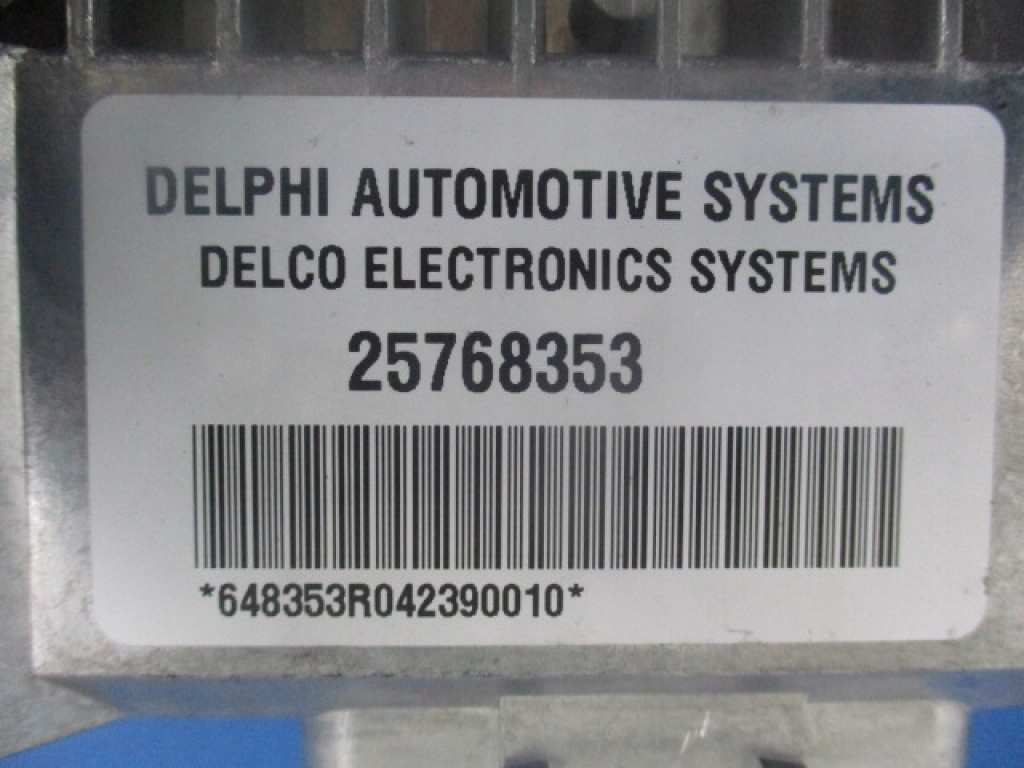 DELPHI AUTOMOTIVE SYSTEMS
DELCO ELECTRONICS SYSTEMS
25768353
*648353R042390010*